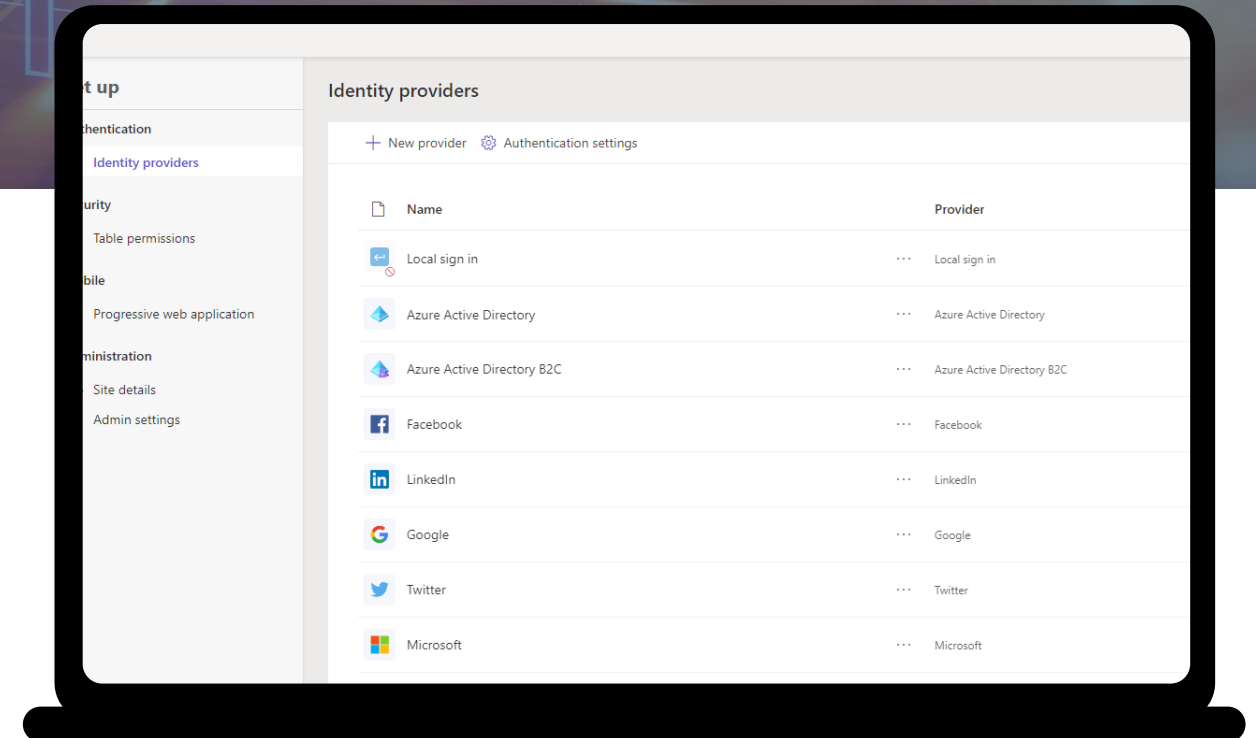 t up
Identity providers
thentication
Identity providers
urity
Table permissions
bile
Progressive web application
ministration
Site details
Admin settings
New provider Authentication settings
Name Provider
Local sign in ··· Local sign in
Azure Active Directory ··· Azure Active Directory
Azure Active Directory B2C ··· Azure Active Directory B2C
Facebook ··· Facebook
LinkedIn ··· LinkedIn
Google ··· Google
Twitter ··· Twitter
Microsoft ··· Microsoft